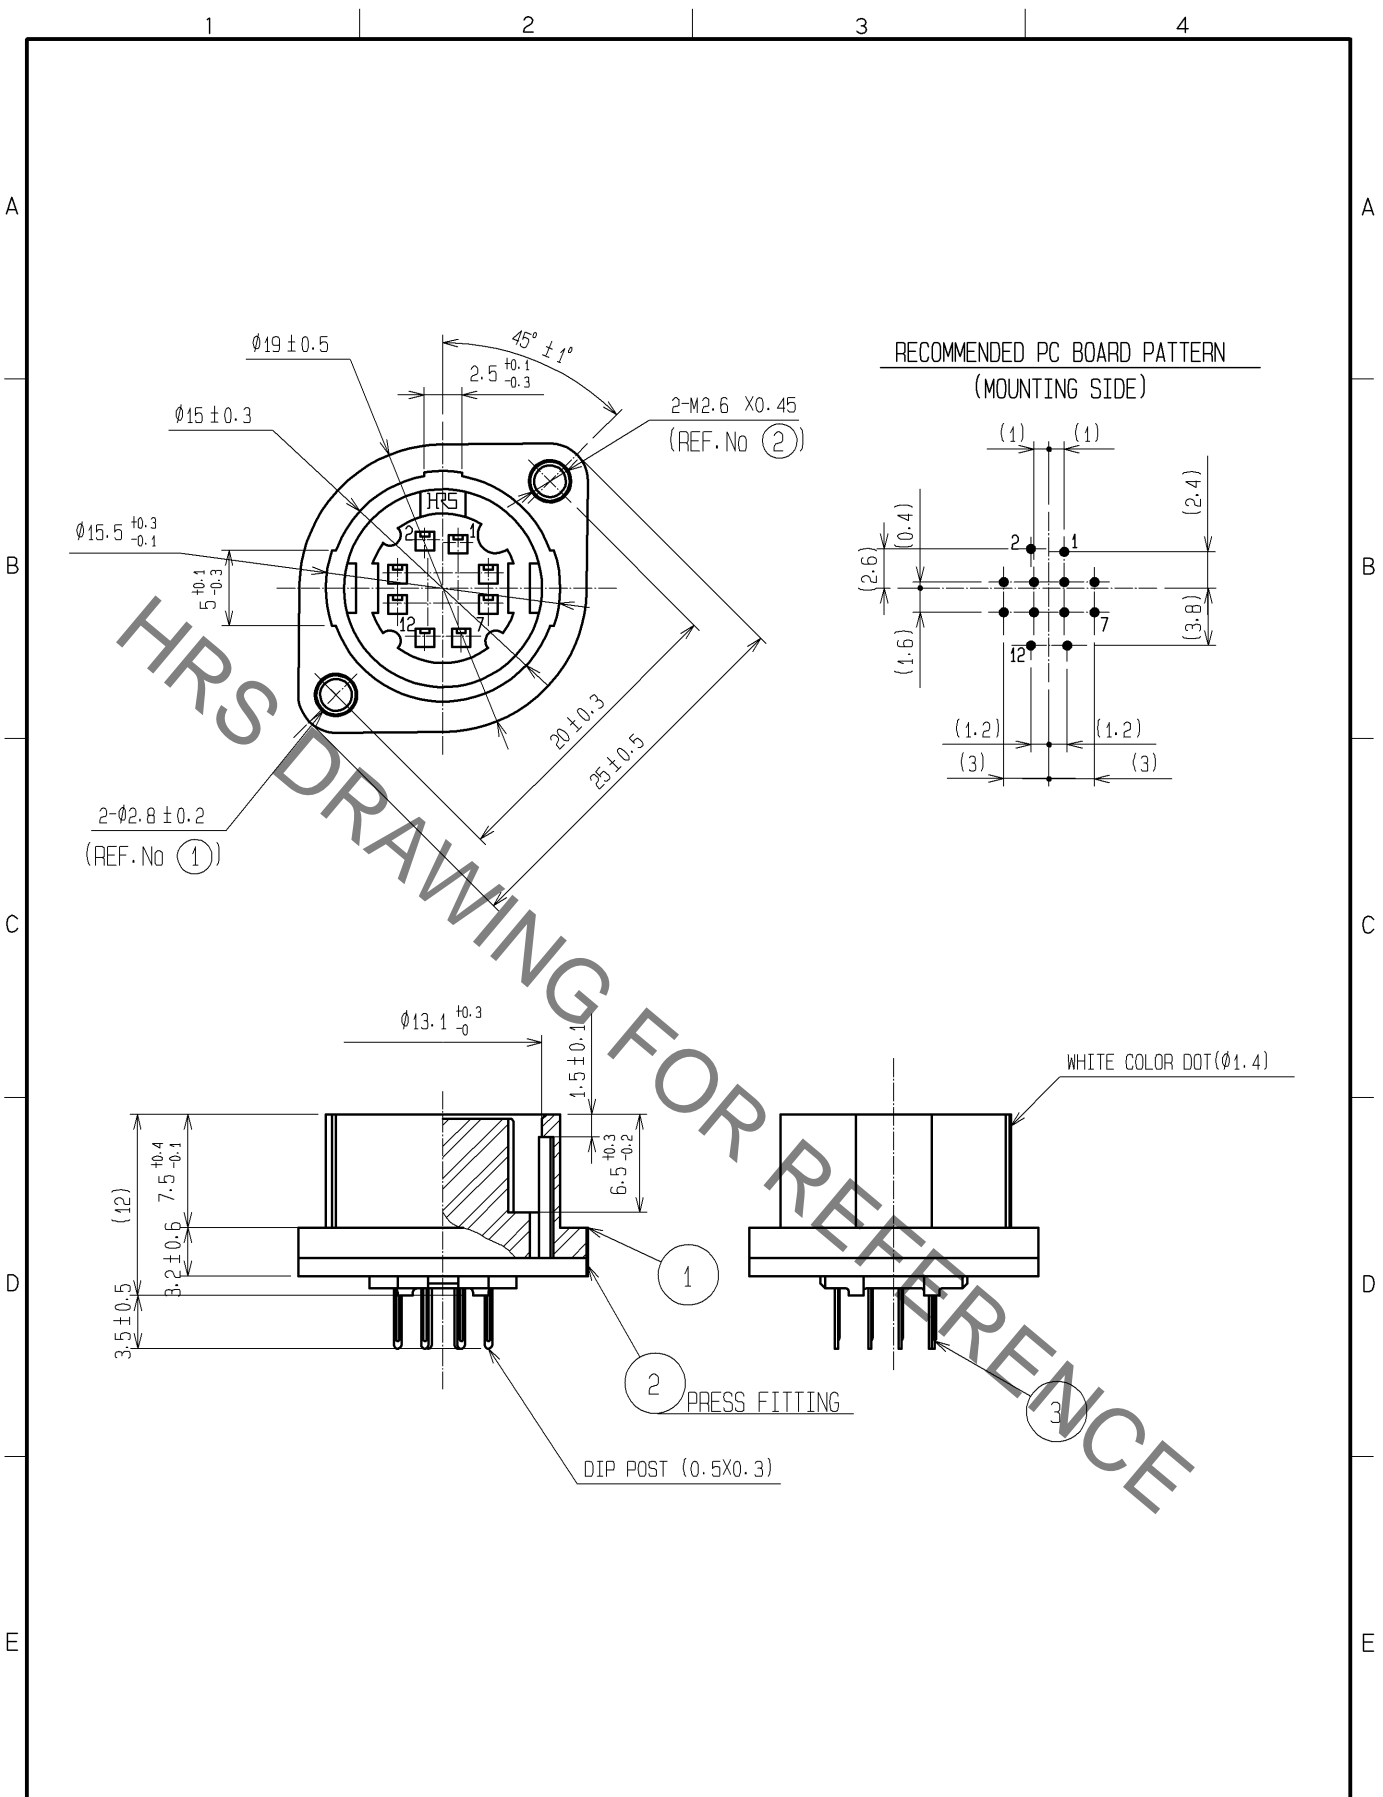 1 2 3 4
A A
B B
C C
D D
E E
Ø19±0.5
45°±1°
2.5 +0.1 -0.3
Ø15±0.3
2-M2.6 X0.45
(REF.No 2)
HRS
2 1
Ø15.5 +0.3 -0.1
5 +0.1 -0.3
12 7
20±0.3
25±0.5
2-Ø2.8±0.2
(REF.No 1)
RECOMMENDED PC BOARD PATTERN
(MOUNTING SIDE)
(1) (1)
(2.4)
(0.4)
2 1
(2.6)
(3.8)
7
(1.6)
12
(1.2) (1.2)
(3) (3)
HRS DRAWING FOR REFERENCE
Ø13.1 +0.3 -0
1.5±0.1
6.5 +0.3 -0.2
7.5 +0.4 -0.1
(12)
3.2±0.6
3.5±0.5
1
2
PRESS FITTING
DIP POST (0.5X0.3)
WHITE COLOR DOT(Ø1.4)
3